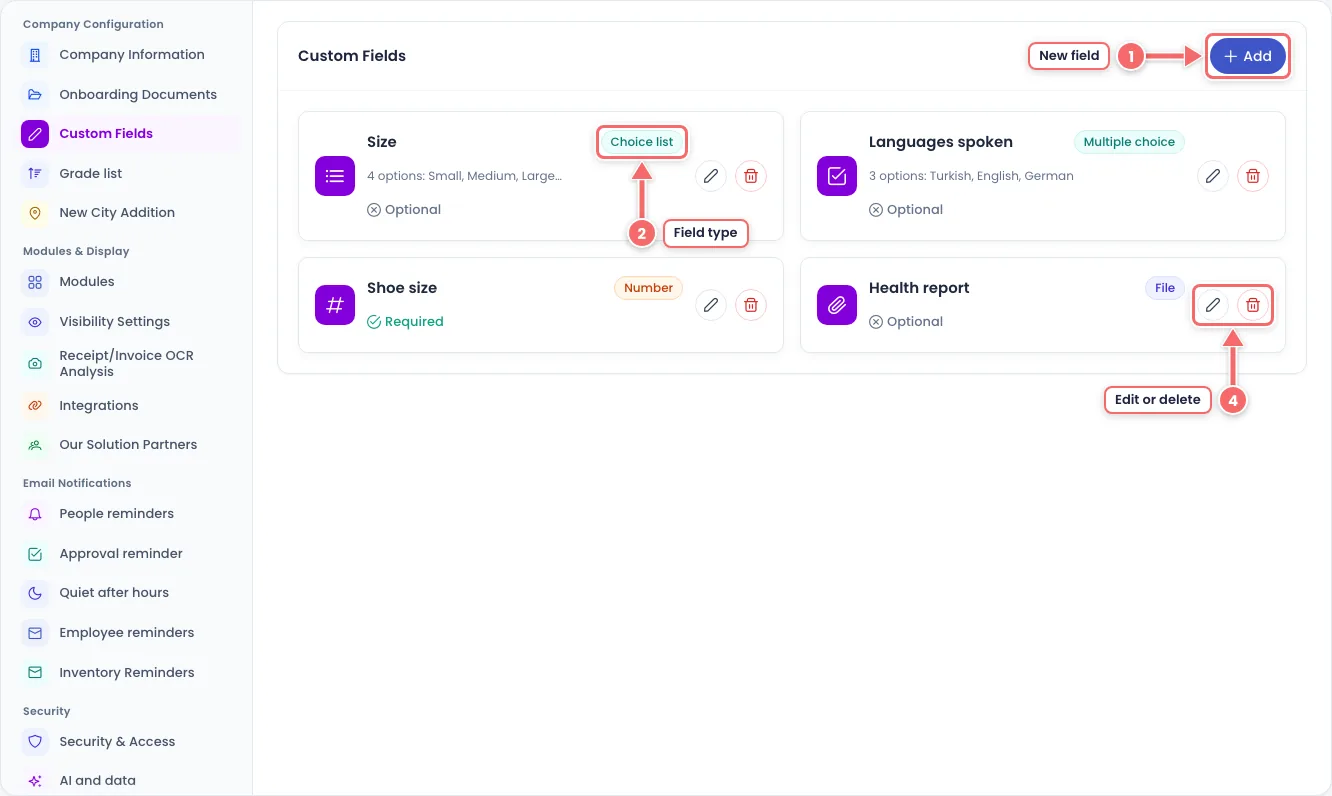 Company Configuration
Company Information
Onboarding Documents
Custom Fields
Grade list
New City Addition
Modules & Display
Modules
Visibility Settings
Receipt/Invoice OCR
Analysis
Integrations
Our Solution Partners
Email Notifications
People reminders
Approval reminder
Quiet after hours
Employee reminders
Inventory Reminders
Security
Security & Access
AI and data
Custom Fields
New field
1
+ Add
Size
Choice list
4 options: Small, Medium, Large...
Optional
2
Field type
Languages spoken
Multiple choice
3 options: Turkish, English, German
Optional
Shoe size
Number
Required
Health report
File
Optional
Edit or delete
4